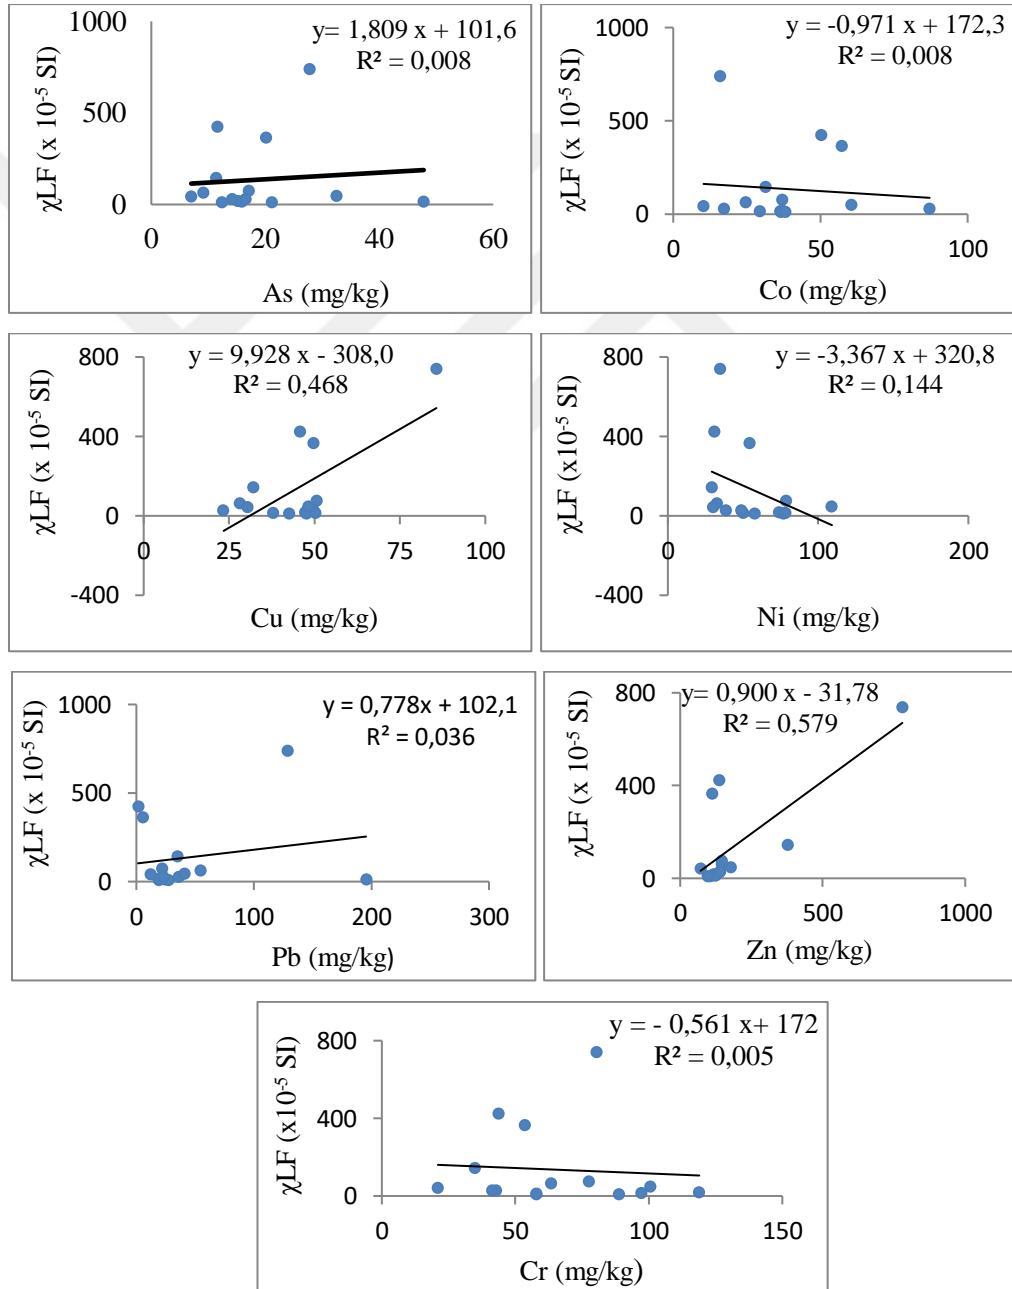 y= 1,809 x + 101,6
R² = 0,008
1000
500
0
0 20 40 60
χLF (x 10⁻⁵ SI)
As (mg/kg)
y = -0,971 x + 172,3
R² = 0,008
1000
500
0
0 50 100
χLF (x 10⁻⁵ SI)
Co (mg/kg)
y = 9,928 x - 308,0
R² = 0,468
800
400
0
-400
0 25 50 75 100
χLF (x 10⁻⁵ SI)
Cu (mg/kg)
y = -3,367 x + 320,8
R² = 0,144
800
400
0
-400
0 100 200
χLF (x10⁻⁵ SI)
Ni (mg/kg)
y = 0,778x + 102,1
R² = 0,036
1000
500
0
0 100 200 300
χLF (x 10⁻⁵ SI)
Pb (mg/kg)
y= 0,900 x - 31,78
R² = 0,579
800
400
0
0 500 1000
χLF (x 10⁻⁵ SI)
Zn (mg/kg)
y = - 0,561 x+ 172
R² = 0,005
800
400
0
0 50 100 150
χLF (x10⁻⁵ SI)
Cr (mg/kg)